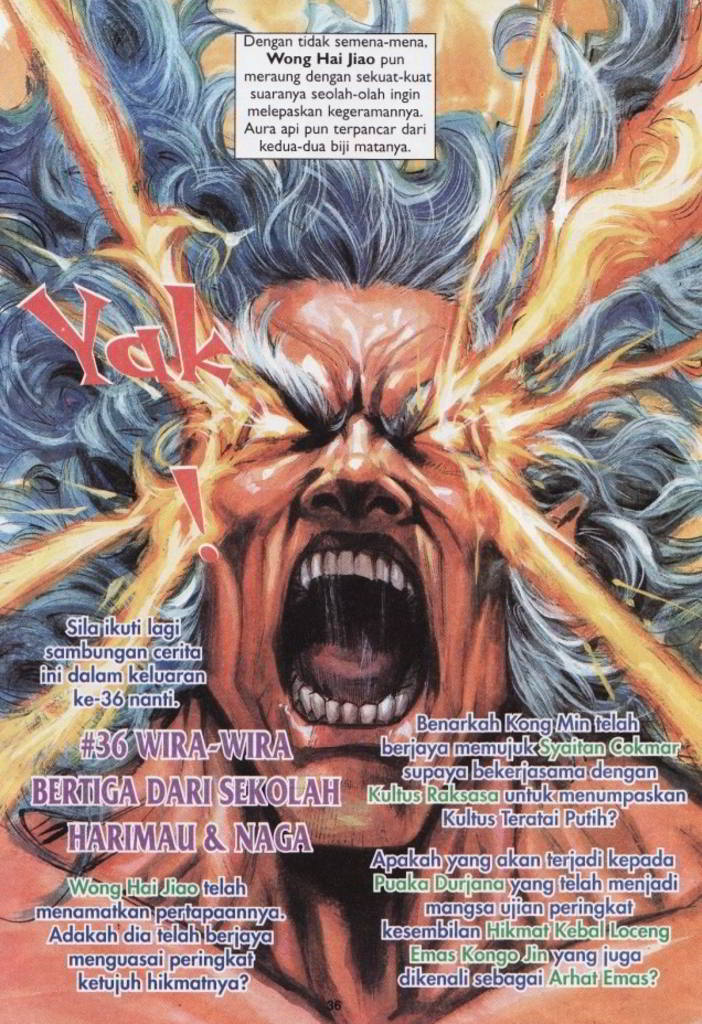 Dengan tidak semena-mena,
Wong Hai Jiao pun
meraung dengan sekuat-kuat
suaranya seolah-olah ingin
melepaskan kegeramannya.
Aura api pun terpancar dari
kedua-dua biji matanya.
Yak
!
Sila ikuti lagi
sambungan cerita
ini dalam keluaran
ke-36 nanti.
#36 WIRA-WIRA
BERTIGA DARI SEKOLAH
HARIMAU & NAGA
Wong Hai Jiao telah
menamatkan pertapaannya.
Adakah dia telah berjaya
menguasai peringkat
ketujuh hikmatnya?
Benarkah Kong Min telah
berjaya memujuk Syaitan Cokmar
supaya bekerjasama dengan
Kultus Raksasa untuk menumpaskan
Kultus Teratai Putih?
Apakah yang akan terjadi kepada
Puaka Durjana yang telah menjadi
mangsa ujian peringkat
kesembilan Hikmat Kebal Loceng
Emas Kongo Jin yang juga
dikenali sebagai Arhat Emas?
36